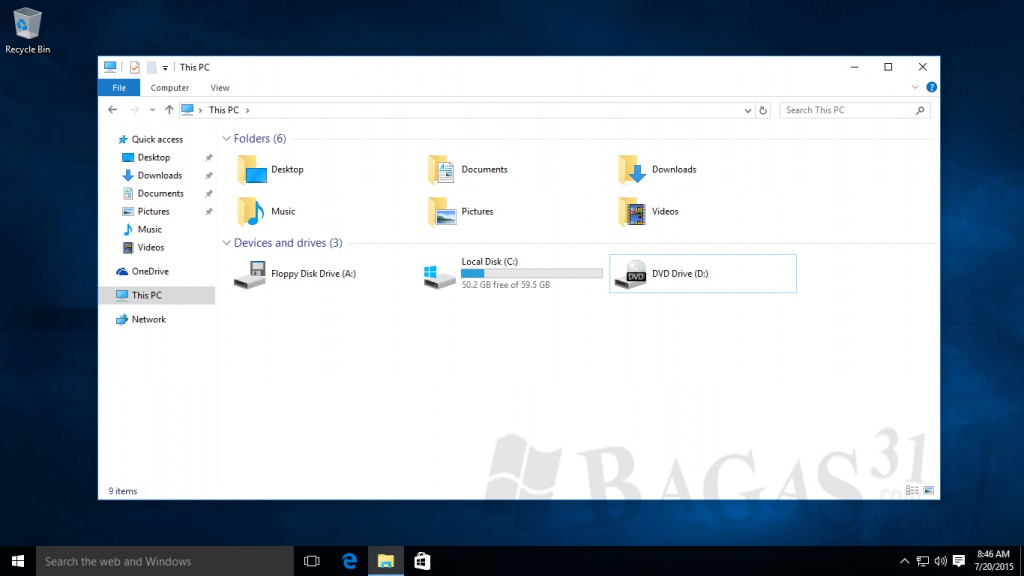 Recycle Bin
This PC
File Computer View
This PC
Search This PC
Quick access
Desktop
Downloads
Documents
Pictures
Music
Videos
OneDrive
This PC
Network
Folders (6)
Desktop Documents Downloads
Music Pictures Videos
Devices and drives (3)
Floppy Disk Drive (A:)
Local Disk (C:)
50.2 GB free of 59.5 GB
DVD
DVD Drive (D:)
9 items
BAGAS31
.com
INDONESIA
Search the web and Windows
8:46 AM
7/20/2015